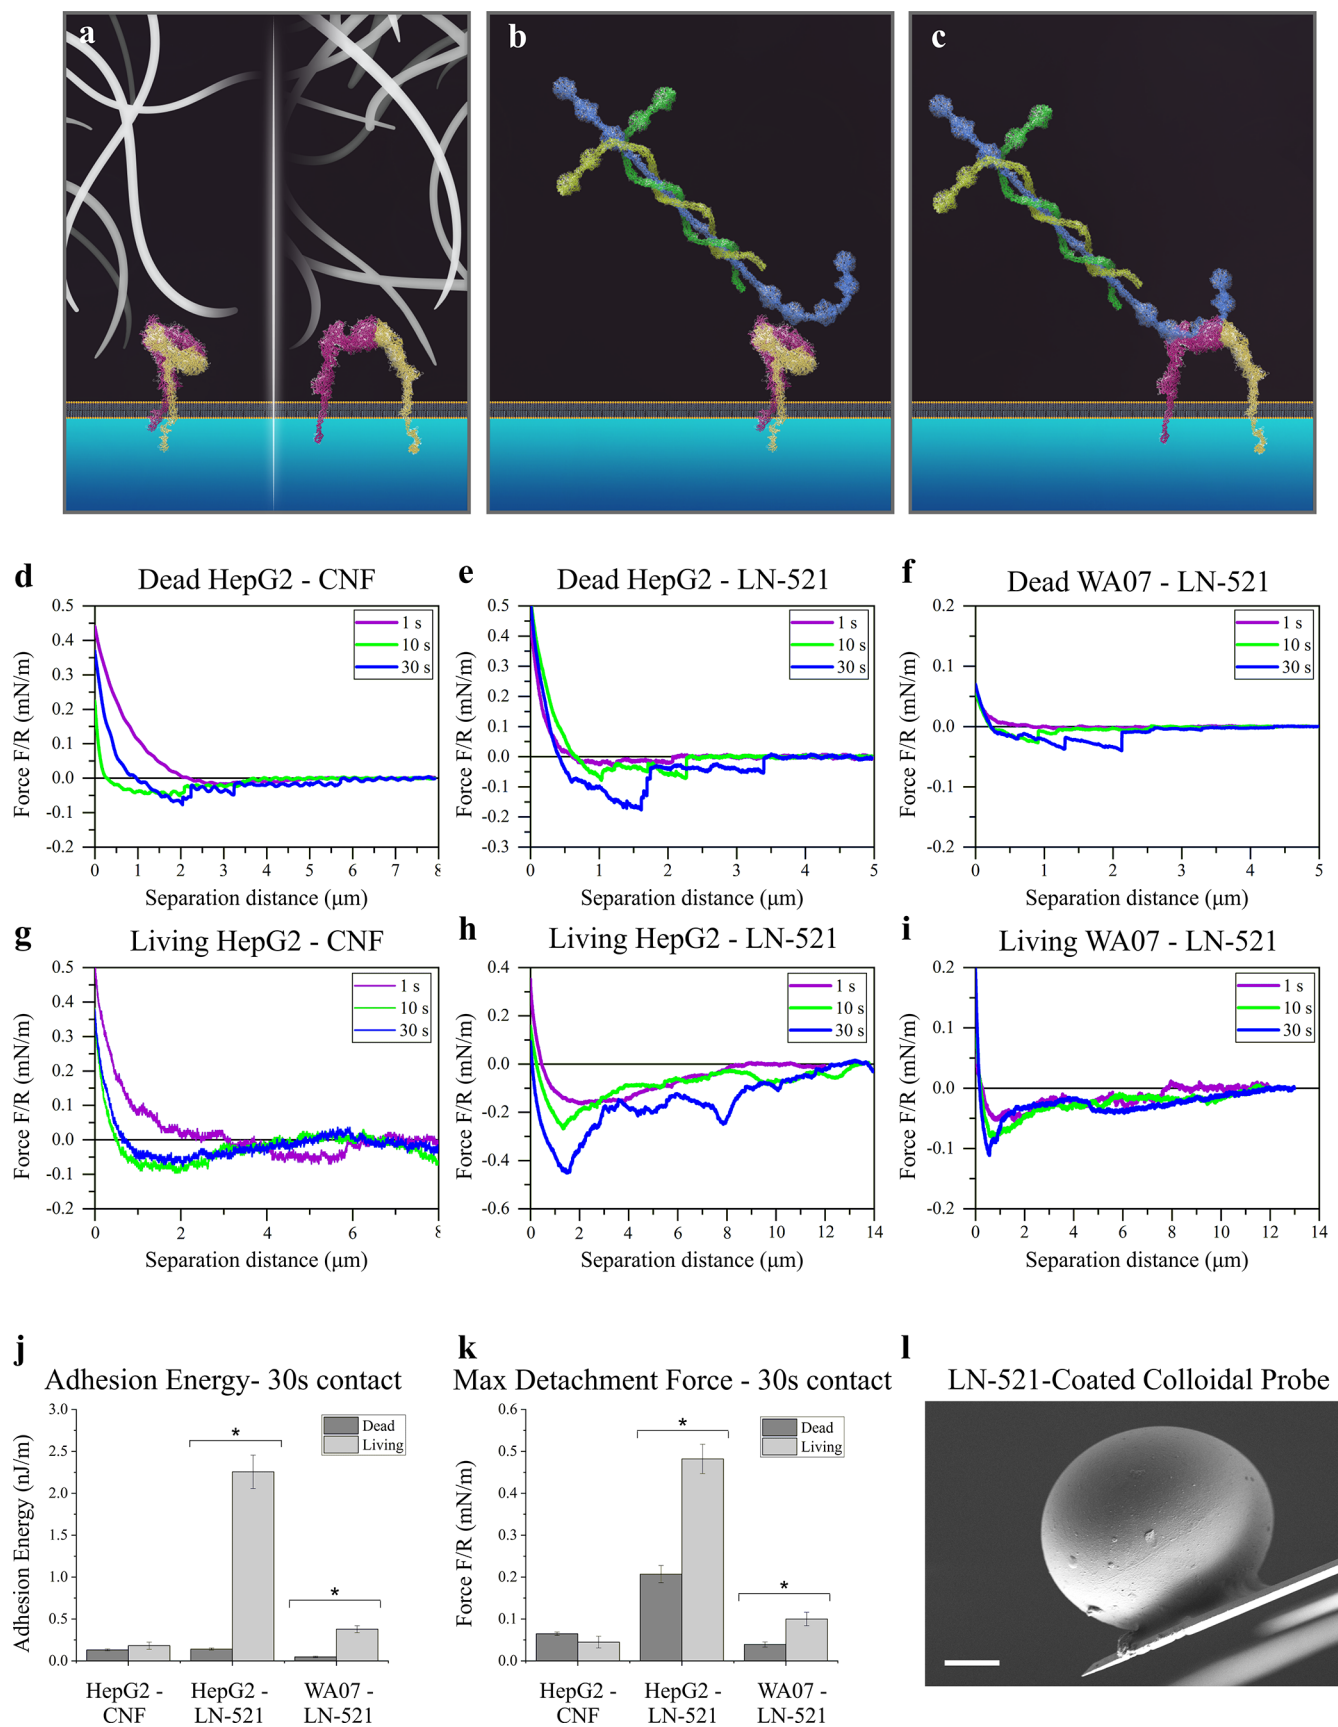 a
b
c
d
Dead HepG2 - CNF
Force F/R (mN/m)
0.5
0.4
0.3
0.2
0.1
0.0
-0.1
-0.2
1 s
10 s
30 s
0 1 2 3 4 5 6 7 8
Separation distance (µm)
e
Dead HepG2 - LN-521
Force F/R (mN/m)
0.5
0.4
0.3
0.2
0.1
0.0
-0.1
-0.2
-0.3
1 s
10 s
30 s
0 1 2 3 4 5
Separation distance (µm)
f
Dead WA07 - LN-521
Force F/R (mN/m)
0.2
0.1
0.0
-0.1
-0.2
1 s
10 s
30 s
0 1 2 3 4 5
Separation distance (µm)
g
Living HepG2 - CNF
Force F/R (mN/m)
0.5
0.4
0.3
0.2
0.1
0.0
-0.1
-0.2
1 s
10 s
30 s
0 2 4 6 8
Separation distance (µm)
h
Living HepG2 - LN-521
Force F/R (mN/m)
0.4
0.2
0.0
-0.2
-0.4
-0.6
1 s
10 s
30 s
0 2 4 6 8 10 12 14
Separation distance (µm)
i
Living WA07 - LN-521
Force F/R (mN/m)
0.2
0.1
0.0
-0.1
-0.2
1 s
10 s
30 s
0 2 4 6 8 10 12 14
Separation distance (µm)
j
Adhesion Energy- 30s contact
Adhesion Energy (nJ/m)
3.0
2.5
2.0
1.5
1.0
0.5
0.0
Dead
Living
*
*
HepG2 - HepG2 - WA07 -
CNF LN-521 LN-521
k
Max Detachment Force - 30s contact
Force F/R (mN/m)
0.6
0.5
0.4
0.3
0.2
0.1
0.0
Dead
Living
*
*
HepG2 - HepG2 - WA07 -
CNF LN-521 LN-521
l
LN-521-Coated Colloidal Probe